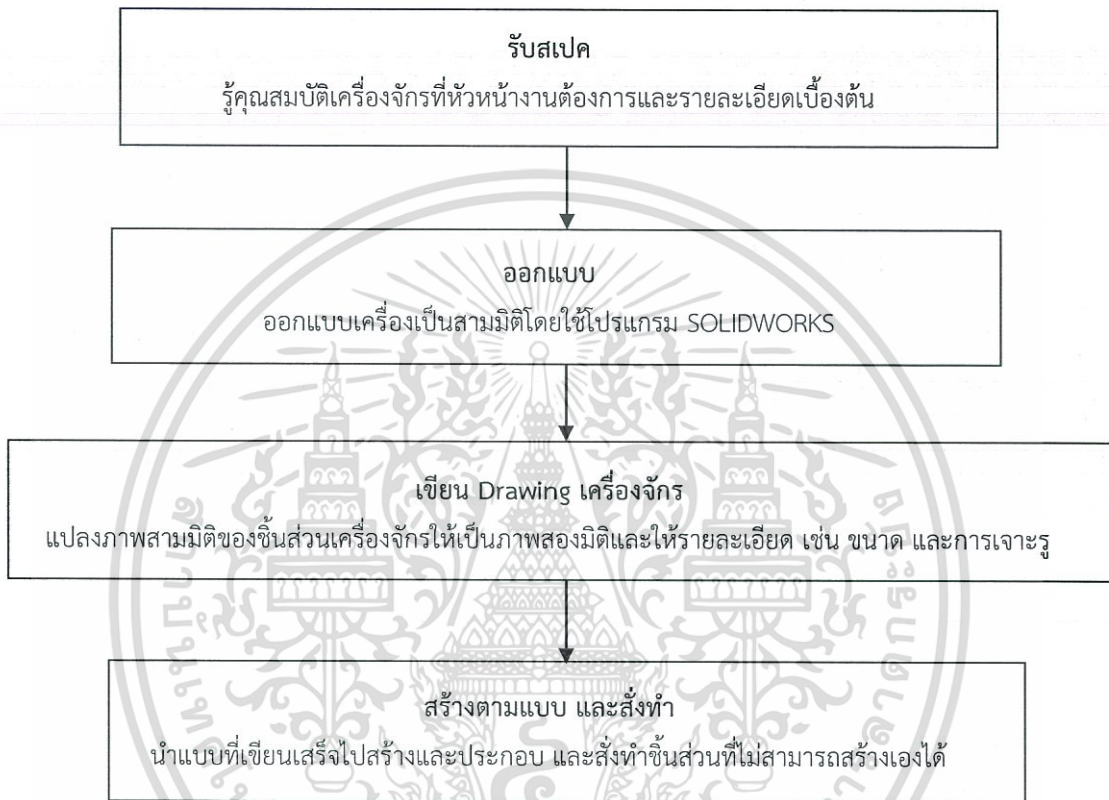 รับสเปค
รู้คุณสมบัติเครื่องจักรที่หัวหน้างานต้องการและรายละเอียดเบื้องต้น
ออกแบบ
ออกแบบเครื่องเป็นสามมิติโดยใช้โปรแกรม SOLIDWORKS
เขียน Drawing เครื่องจักร
แปลงภาพสามมิติของชิ้นส่วนเครื่องจักรให้เป็นภาพสองมิติและให้รายละเอียด เช่น ขนาด และการเจาะรู
สร้างตามแบบ และสั่งทำ
นำแบบที่เขียนเสร็จไปสร้างและประกอบ และสั่งทำชิ้นส่วนที่ไม่สามารถสร้างเองได้